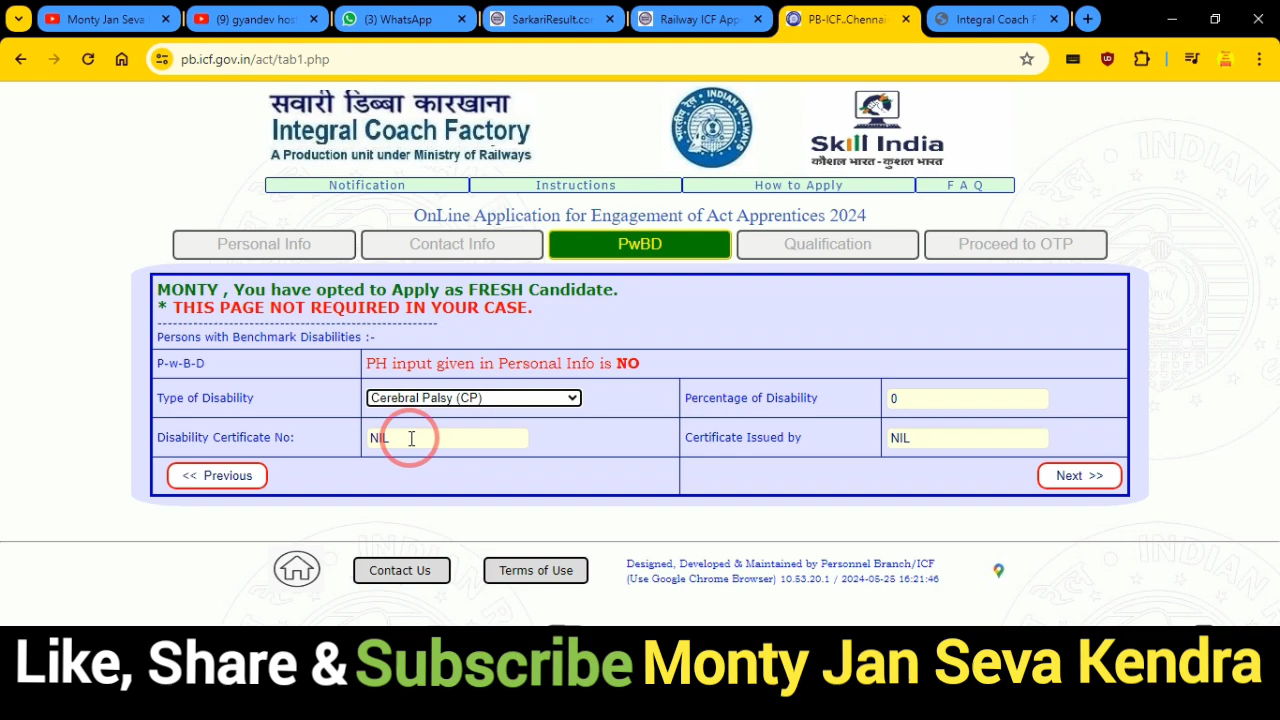 Monty Jan Seva
(9) gyandev hos
(3) WhatsApp
SarkariResult.co
Railway ICF App
PB-ICF..Chennai
Integral Coach F
pb.icf.gov.in/act/tab1.php
सवारी डिब्बा कारखाना
Integral Coach Factory
A Production unit under Ministry of Railways
Skill India
कौशल भारत-कुशल भारत
Notification
Instructions
How to Apply
F A Q
OnLine Application for Engagement of Act Apprentices 2024
Personal Info
Contact Info
PwBD
Qualification
Proceed to OTP
MONTY , You have opted to Apply as FRESH Candidate.
* THIS PAGE NOT REQUIRED IN YOUR CASE.
Persons with Benchmark Disabilities :-
P-w-B-D
PH input given in Personal Info is NO
Type of Disability
Cerebral Palsy (CP)
Percentage of Disability
0
Disability Certificate No:
NIL
Certificate Issued by
NIL
<< Previous
Next >>
Contact Us
Terms of Use
Designed, Developed & Maintained by Personnel Branch/ICF
(Use Google Chrome Browser) 10.53.20.1 / 2024-05-25 16:21:46
Like, Share & Subscribe Monty Jan Seva Kendra